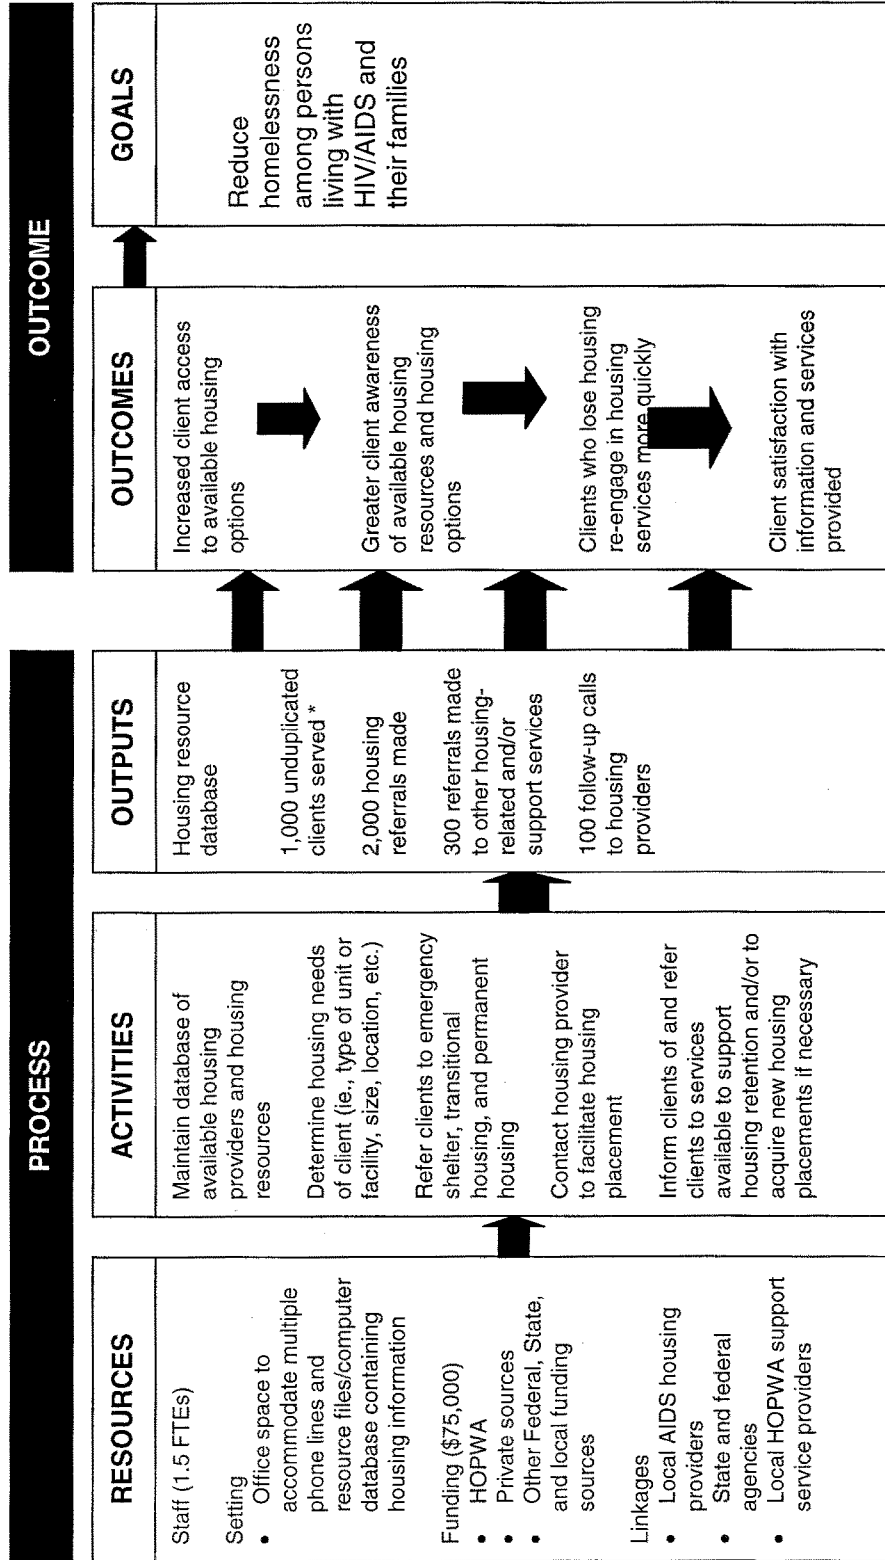 PROCESS
OUTCOME
RESOURCES
Staff (1.5 FTEs)
Setting
• Office space to
accommodate multiple
phone lines and
resource files/computer
database containing
housing information
Funding ($75,000)
• HOPWA
• Private sources
• Other Federal, State,
and local funding
sources
Linkages
• Local AIDS housing
providers
• State and federal
agencies
• Local HOPWA support
service providers
ACTIVITIES
Maintain database of
available housing
providers and housing
resources
Determine housing needs
of client (ie., type of unit or
facility, size, location, etc.)
Refer clients to emergency
shelter, transitional
housing, and permanent
housing
Contact housing provider
to facilitate housing
placement
Inform clients of and refer
clients to services
available to support
housing retention and/or to
acquire new housing
placements if necessary
OUTPUTS
Housing resource
database
1,000 unduplicated
clients served *
2,000 housing
referrals made
300 referrals made
to other housing-
related and/or
support services
100 follow-up calls
to housing
providers
OUTCOMES
Increased client access
to available housing
options
Greater client awareness
of available housing
resources and housing
options
Clients who lose housing
re-engage in housing
services more quickly
Client satisfaction with
information and services
provided
GOALS
Reduce
homelessness
among persons
living with
HIV/AIDS and
their families